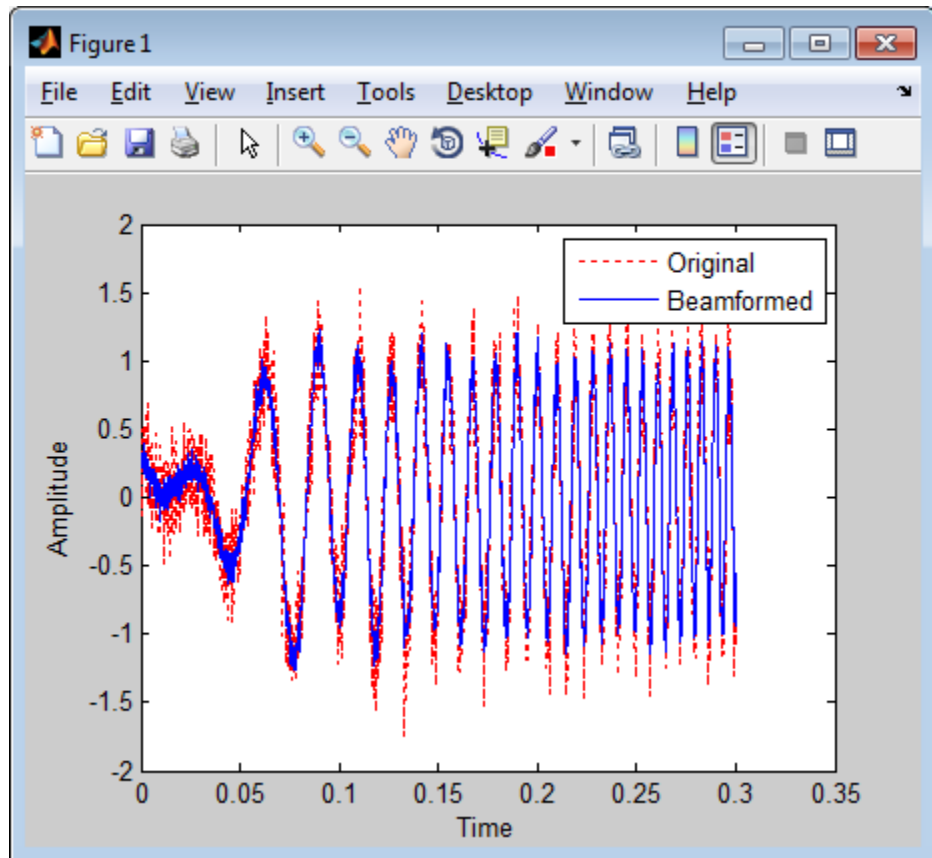 Figure 1
File Edit View Insert Tools Desktop Window Help
2
1.5
1
0.5
0
-0.5
-1
-1.5
-2
Amplitude
Original
Beamformed
0 0.05 0.1 0.15 0.2 0.25 0.3 0.35
Time